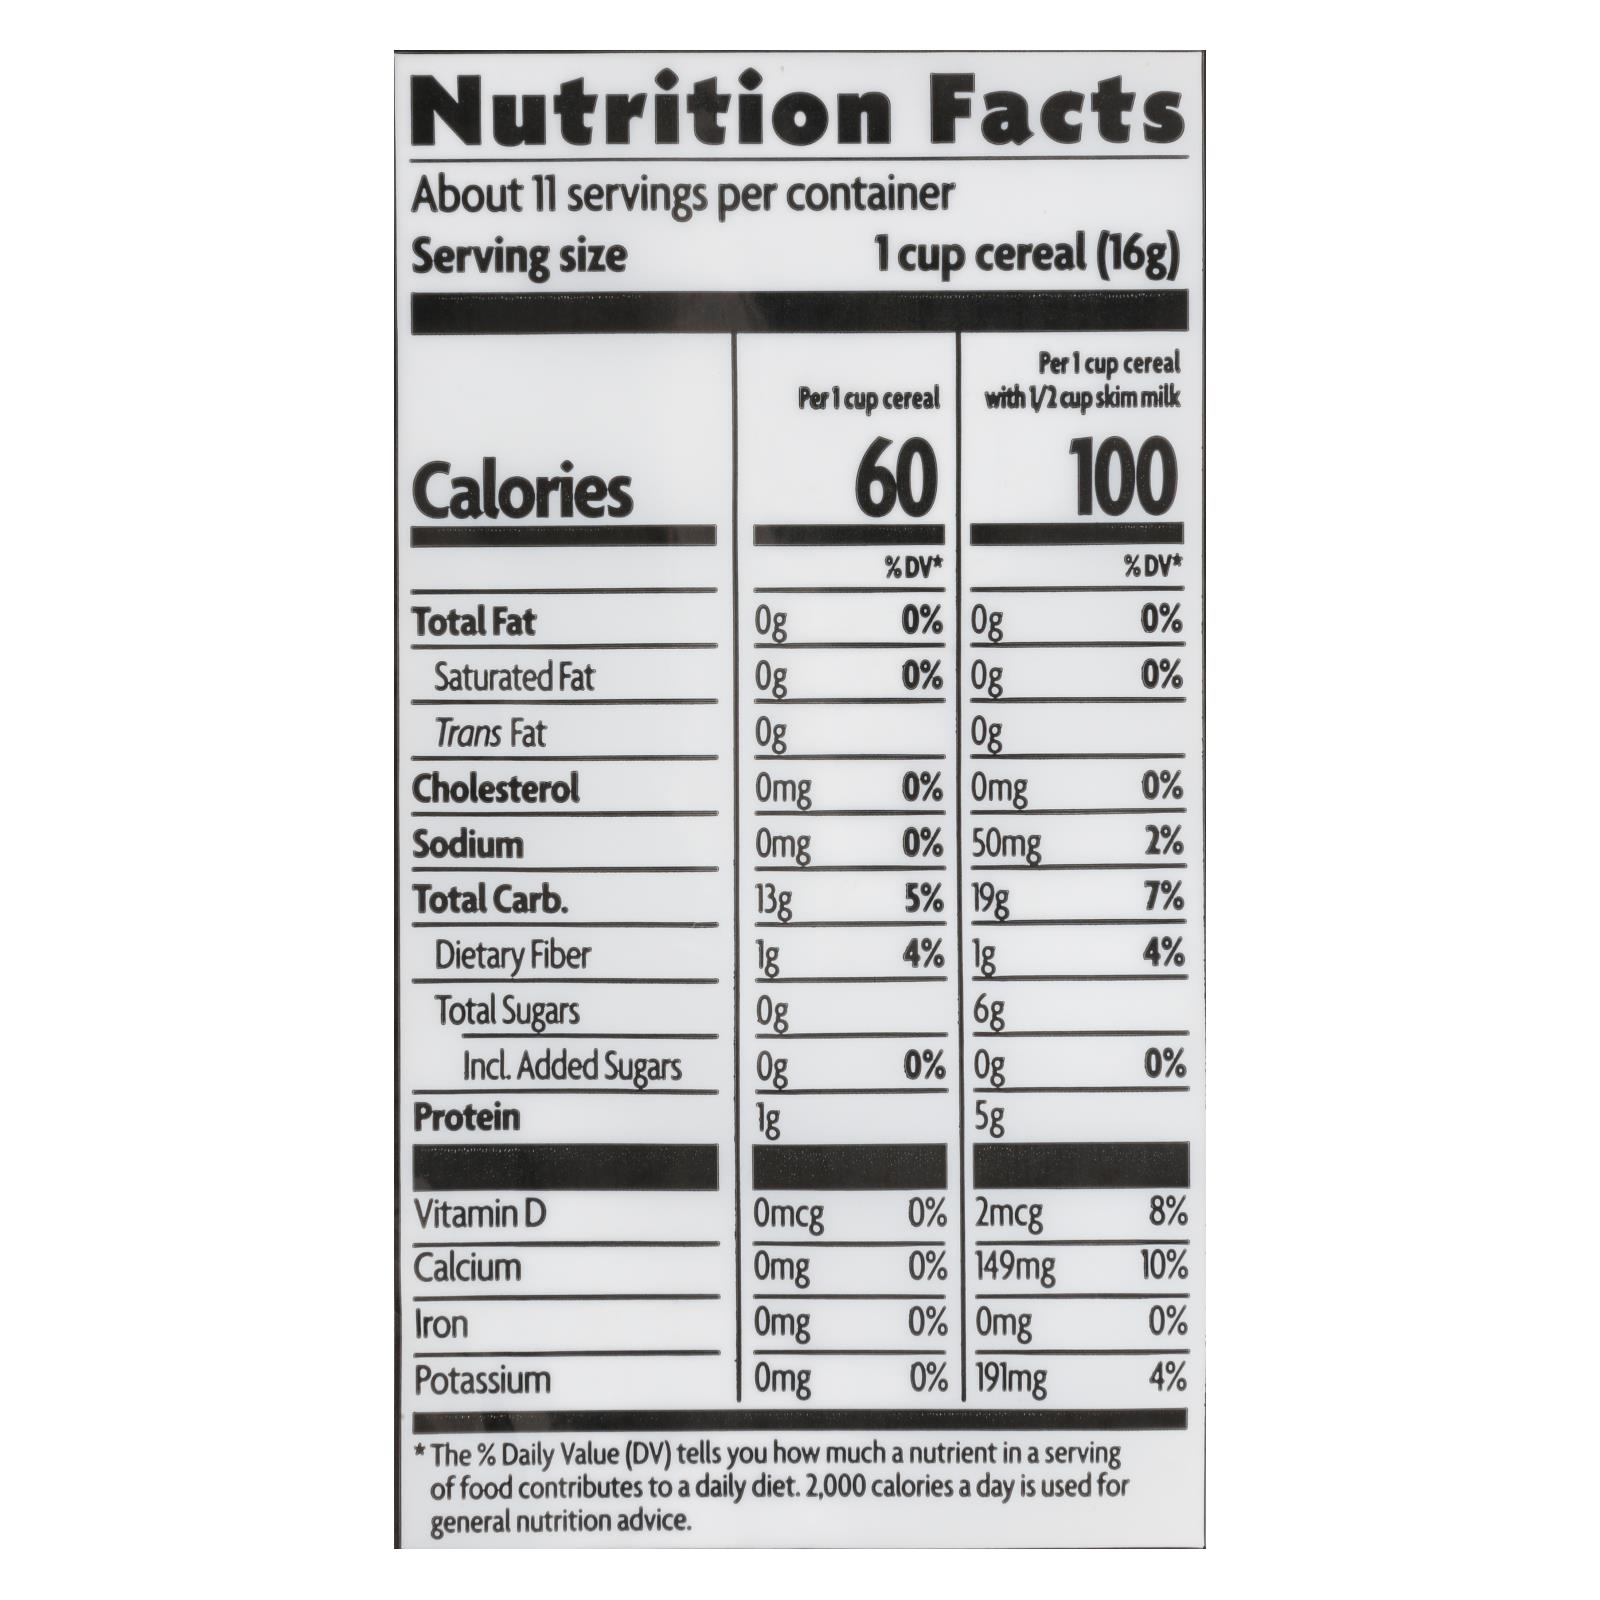 Nutrition Facts
About 11 servings per container
Serving size 1 cup cereal (16g)
Per 1 cup cereal
Per 1 cup cereal
with 1/2 cup skim milk
Calories 60 100
% DV* % DV*
Total Fat 0g 0% 0g 0%
Saturated Fat 0g 0% 0g 0%
Trans Fat 0g 0g
Cholesterol 0mg 0% 0mg 0%
Sodium 0mg 0% 50mg 2%
Total Carb. 13g 5% 19g 7%
Dietary Fiber 1g 4% 1g 4%
Total Sugars 0g 6g
Incl. Added Sugars 0g 0% 0g 0%
Protein 1g 5g
Vitamin D 0mcg 0% 2mcg 8%
Calcium 0mg 0% 149mg 10%
Iron 0mg 0% 0mg 0%
Potassium 0mg 0% 191mg 4%
* The % Daily Value (DV) tells you how much a nutrient in a serving
of food contributes to a daily diet. 2,000 calories a day is used for
general nutrition advice.